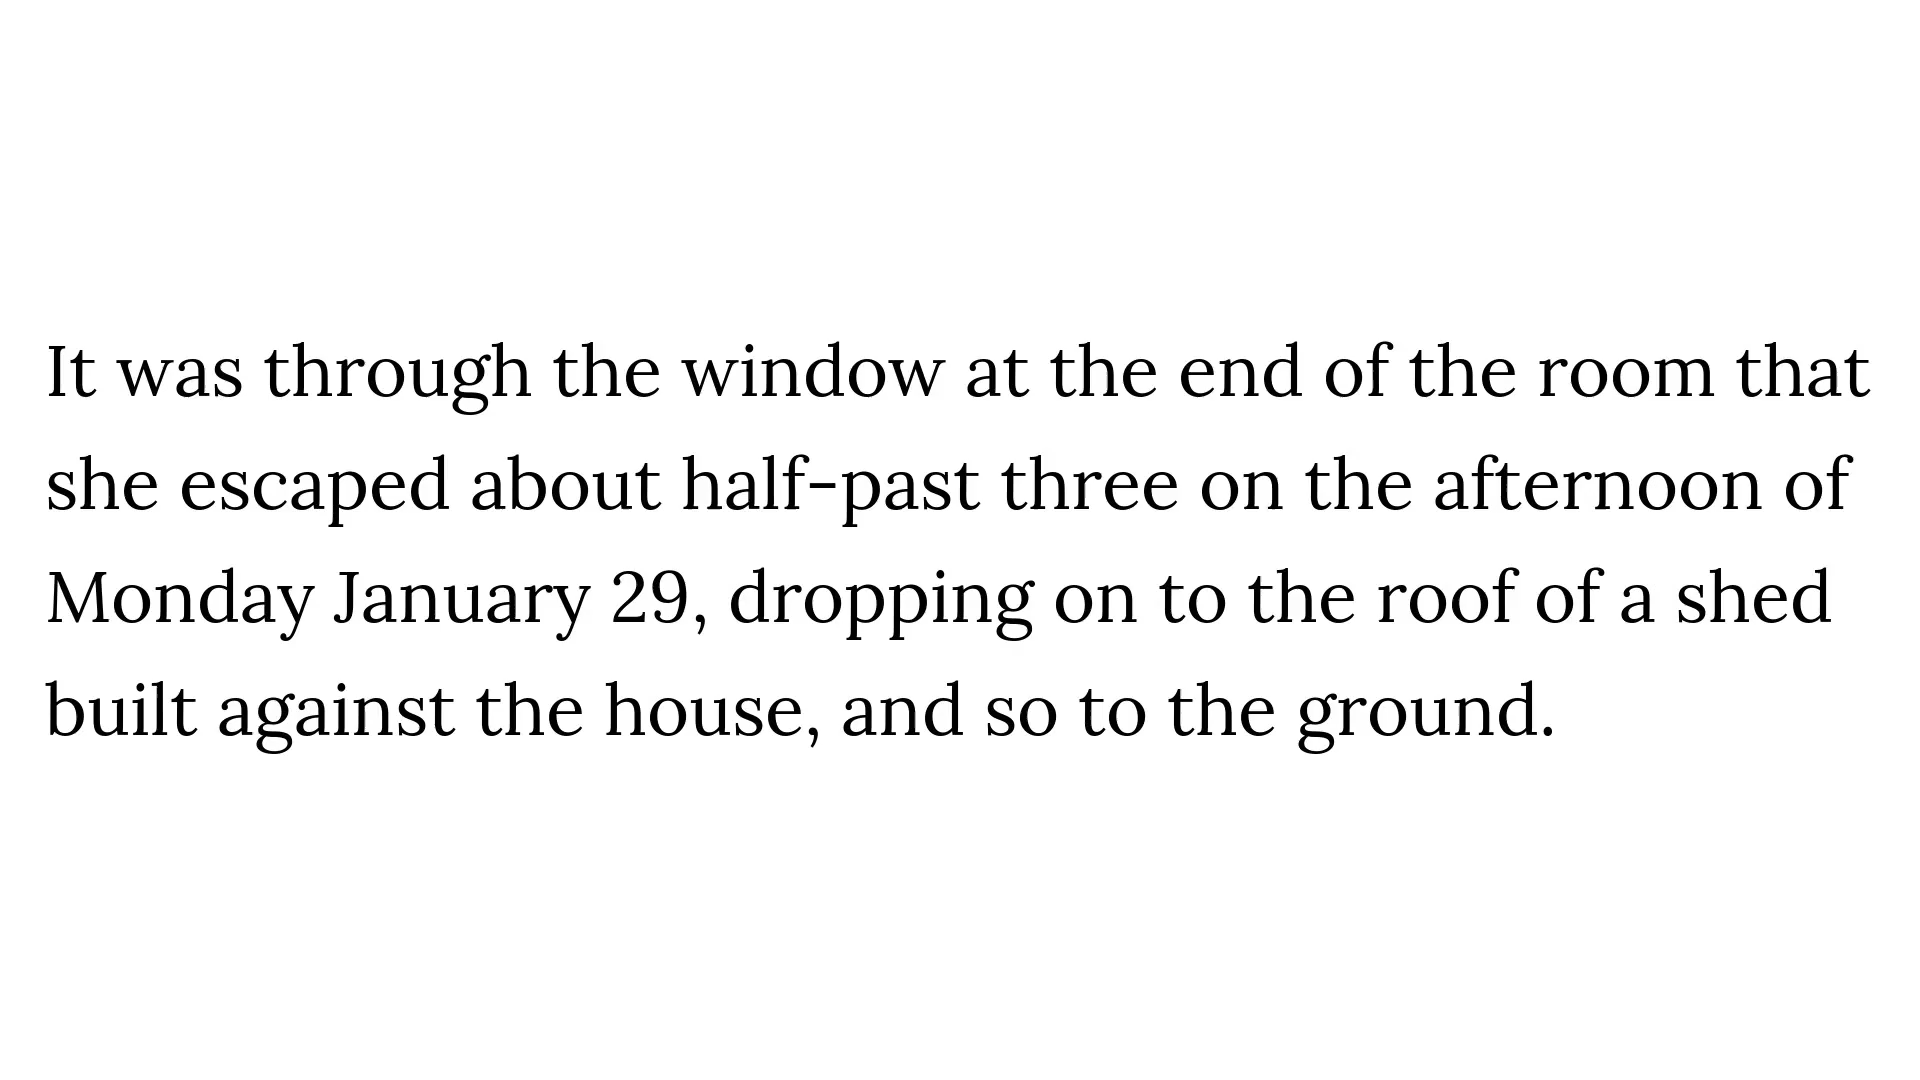 It was through the window at the end of the room that
she escaped about half-past three on the afternoon of
Monday January 29, dropping on to the roof of a shed
built against the house, and so to the ground.